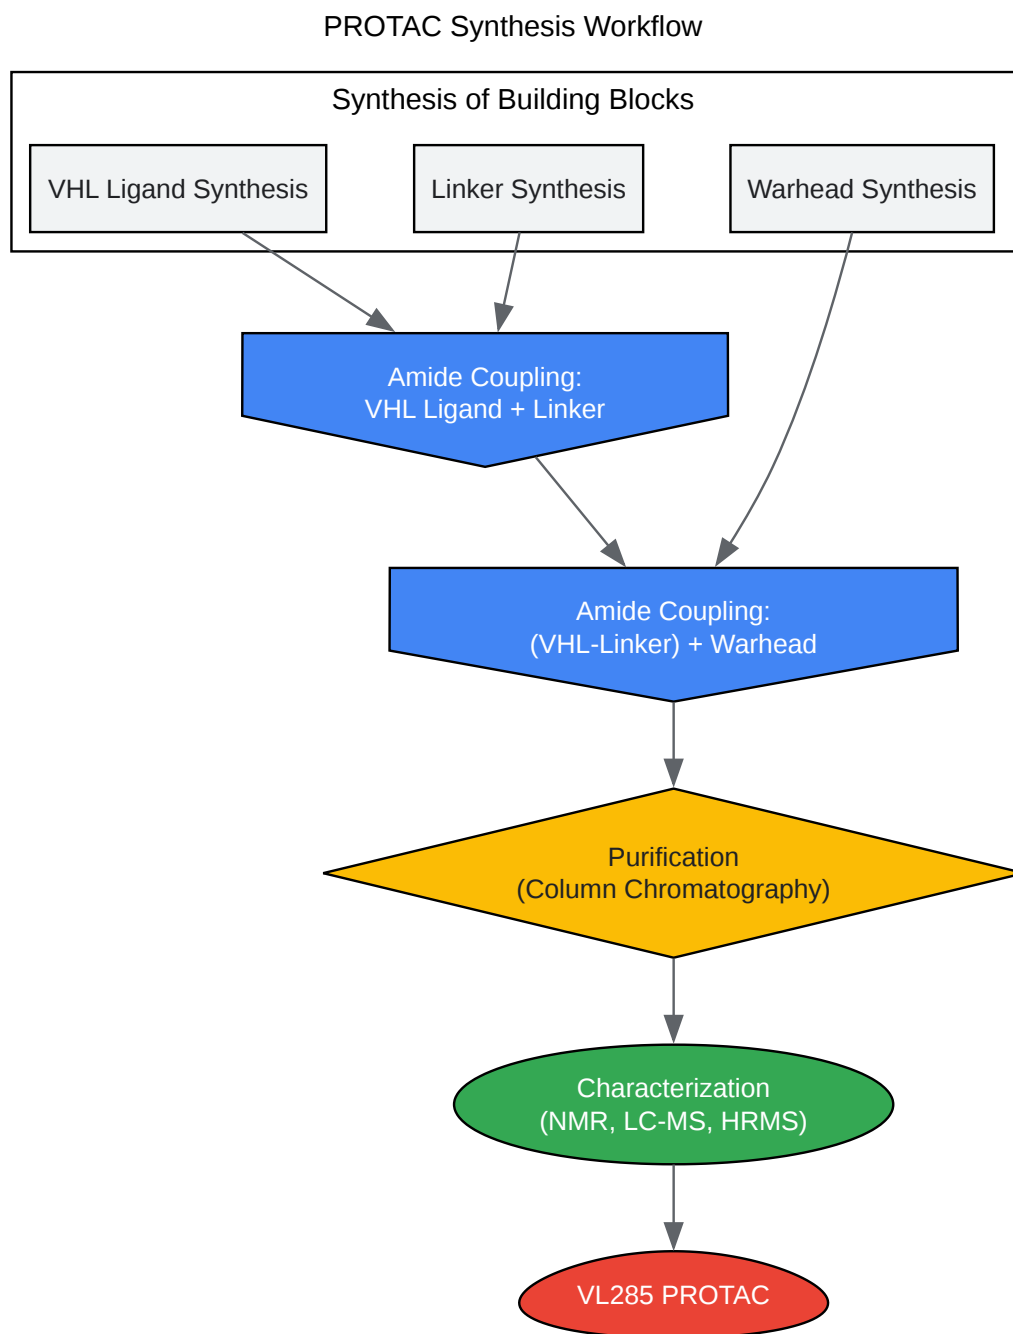 PROTAC Synthesis Workflow
Synthesis of Building Blocks
VHL Ligand Synthesis
Linker Synthesis
Warhead Synthesis
Amide Coupling:
VHL Ligand + Linker
Amide Coupling:
(VHL-Linker) + Warhead
Purification
(Column Chromatography)
Characterization
(NMR, LC-MS, HRMS)
VL285 PROTAC